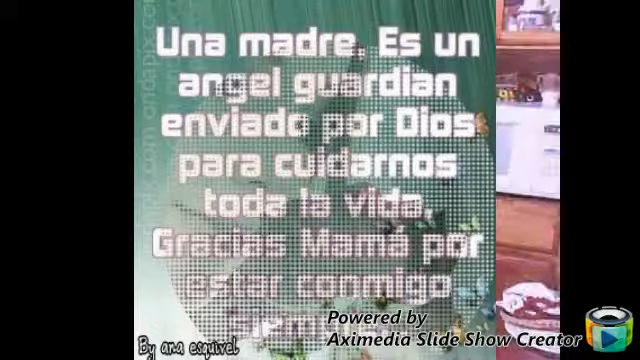 Una madre, Es un
angel guardian
enviado por Dios
para cuidarnos
toda la vida,
Gracias Mamá por
estar conmigo
siempre
By ana esquivel
Powered by
Aximedia Slide Show Creator